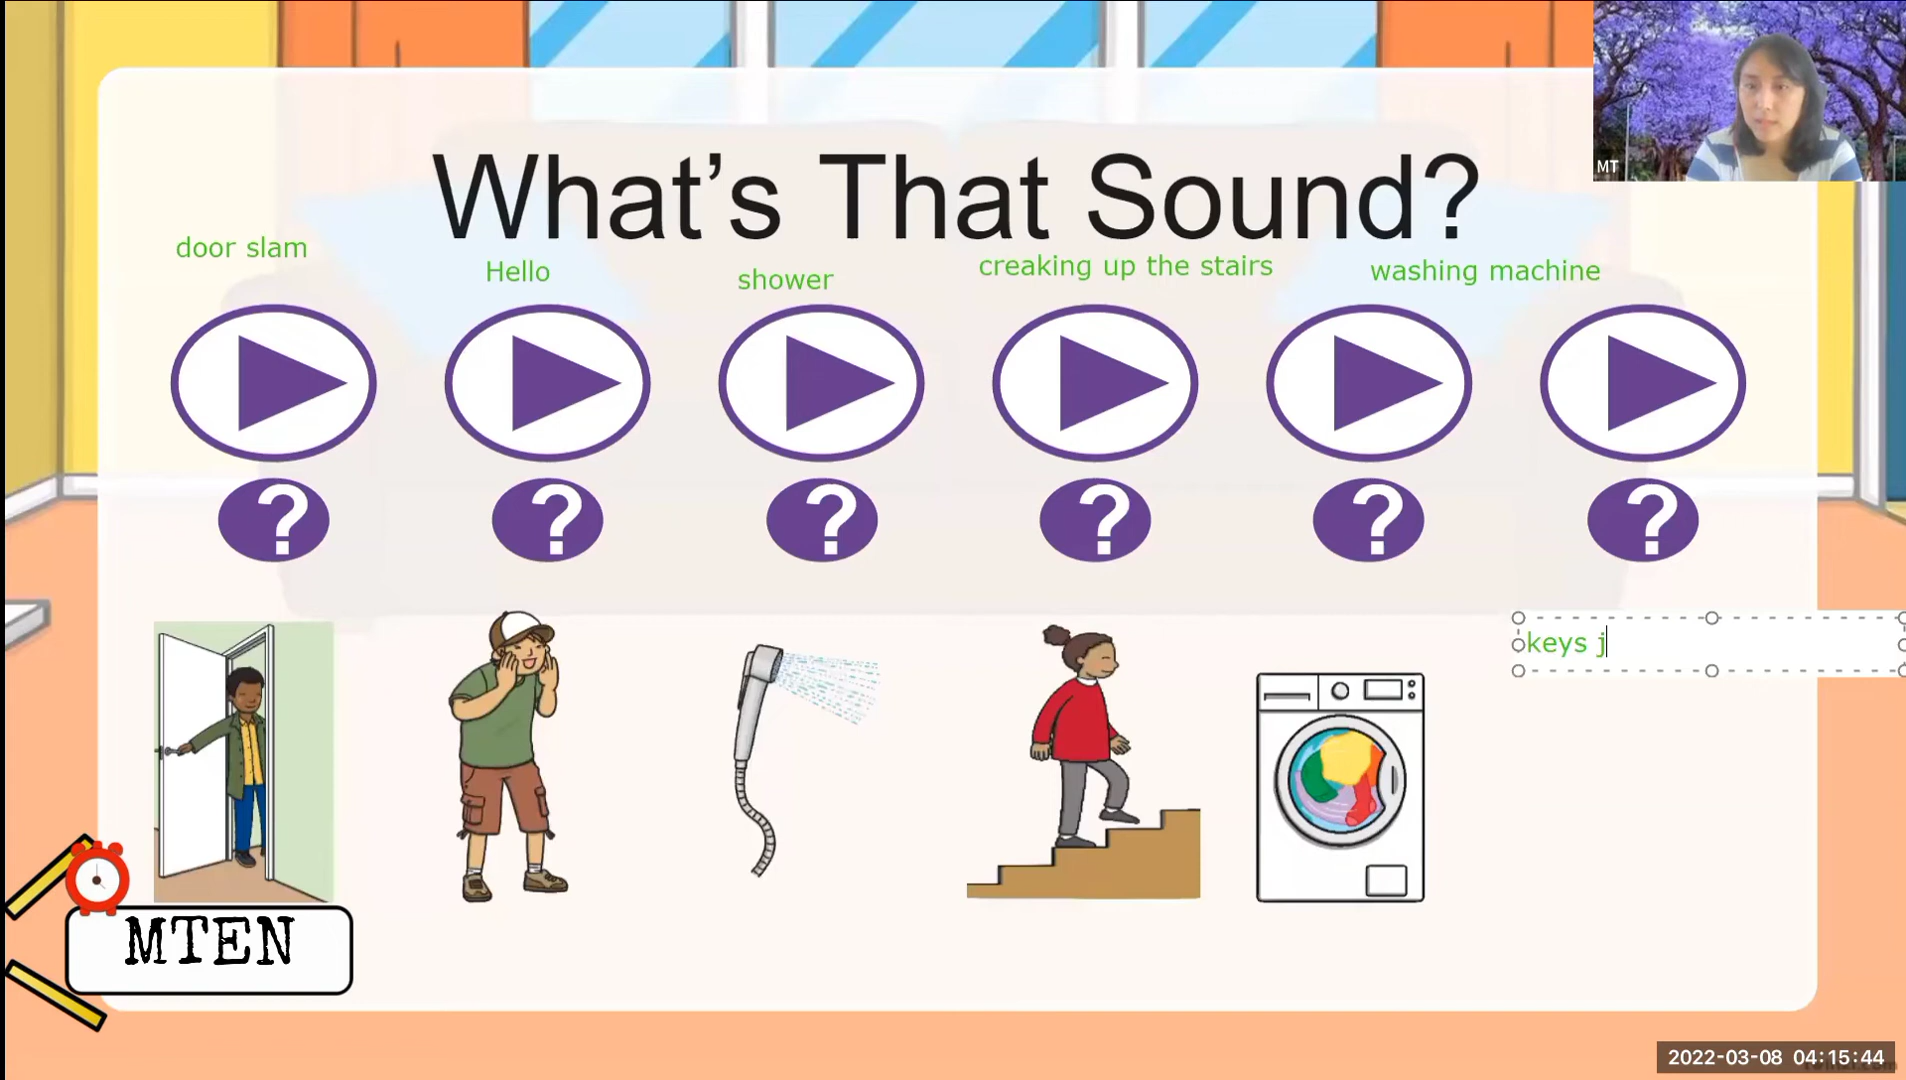 MT
What's That Sound?
door slam
Hello
shower
creaking up the stairs
washing machine
?
?
?
?
?
?
keys j
MTEN
2022-03-08 04:15:44